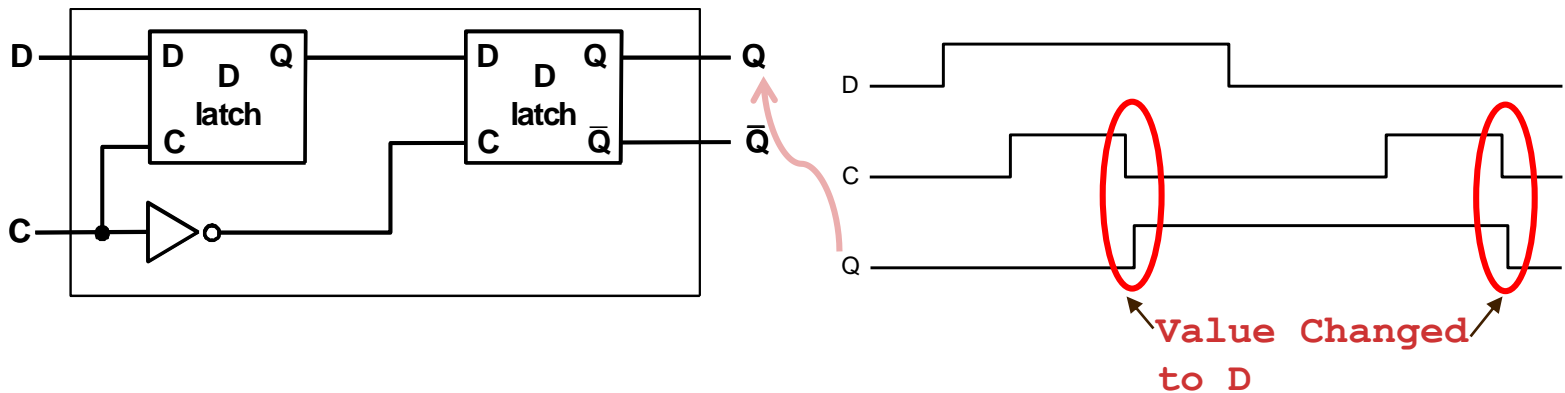 D D Q D Q Q
D D
latch latch
C C Q̅ Q̅
C
D
C
Q
Value Changed
to D